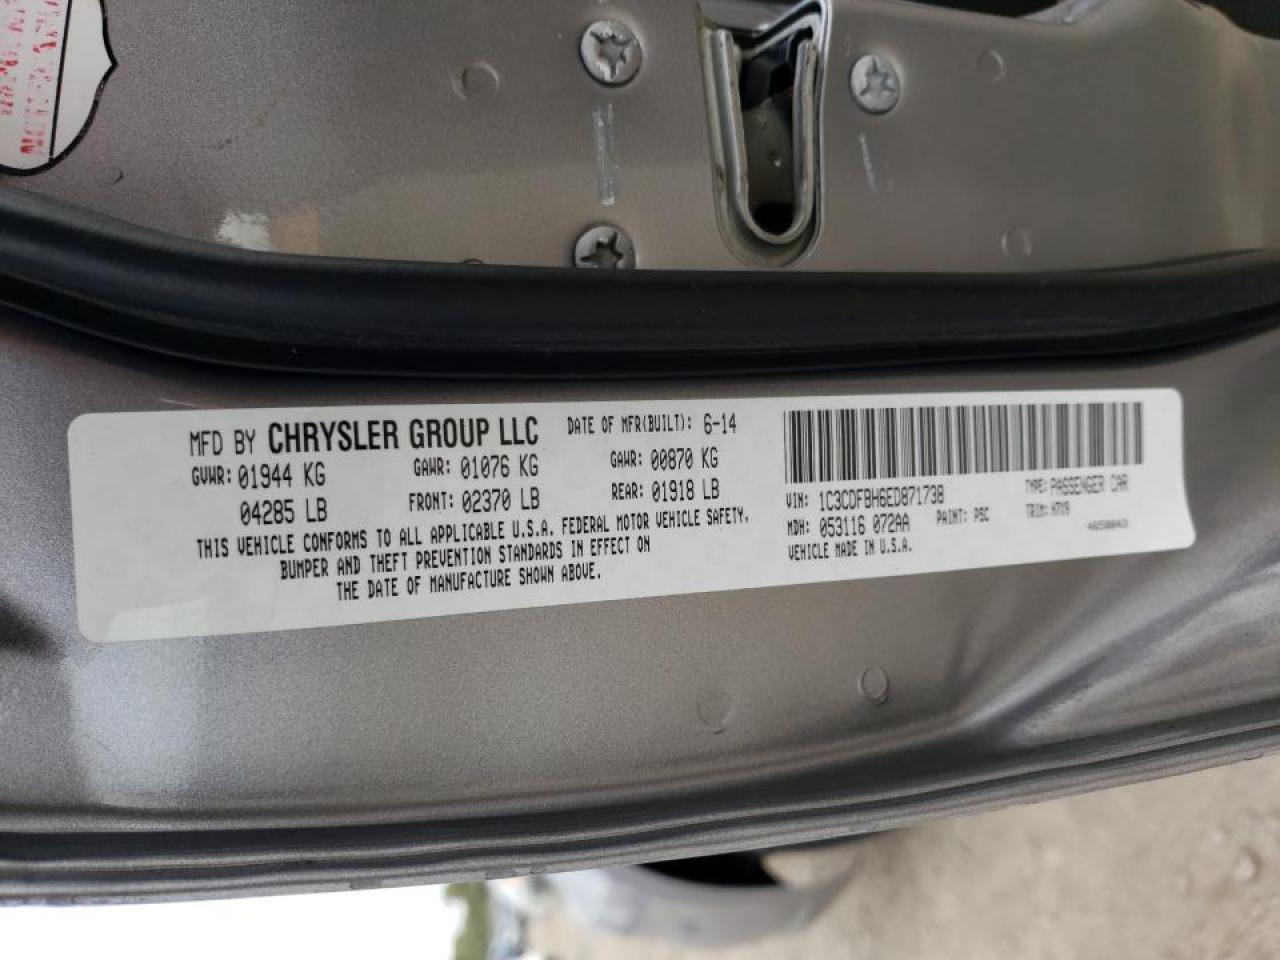 MFD BY CHRYSLER GROUP LLC
DATE OF MFR(BUILT): 6-14
GVWR: 01944 KG
GAWR: 01076 KG
GAWR: 00870 KG
04285 LB
FRONT: 02370 LB
REAR: 01918 LB
THIS VEHICLE CONFORMS TO ALL APPLICABLE U.S.A. FEDERAL MOTOR VEHICLE SAFETY,
BUMPER AND THEFT PREVENTION STANDARDS IN EFFECT ON
THE DATE OF MANUFACTURE SHOWN ABOVE.
VIN: 1C3CDFBH6ED871738
TYPE: PASSENGER CAR
MDH: 053116 072AA
PAINT: PSC
TRIM: H7X9
VEHICLE MADE IN U.S.A.